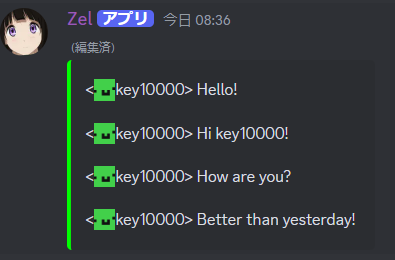 Zel アプリ 今日 08:36
(編集済)
<key10000> Hello!
<key10000> Hi key10000!
<key10000> How are you?
<key10000> Better than yesterday!